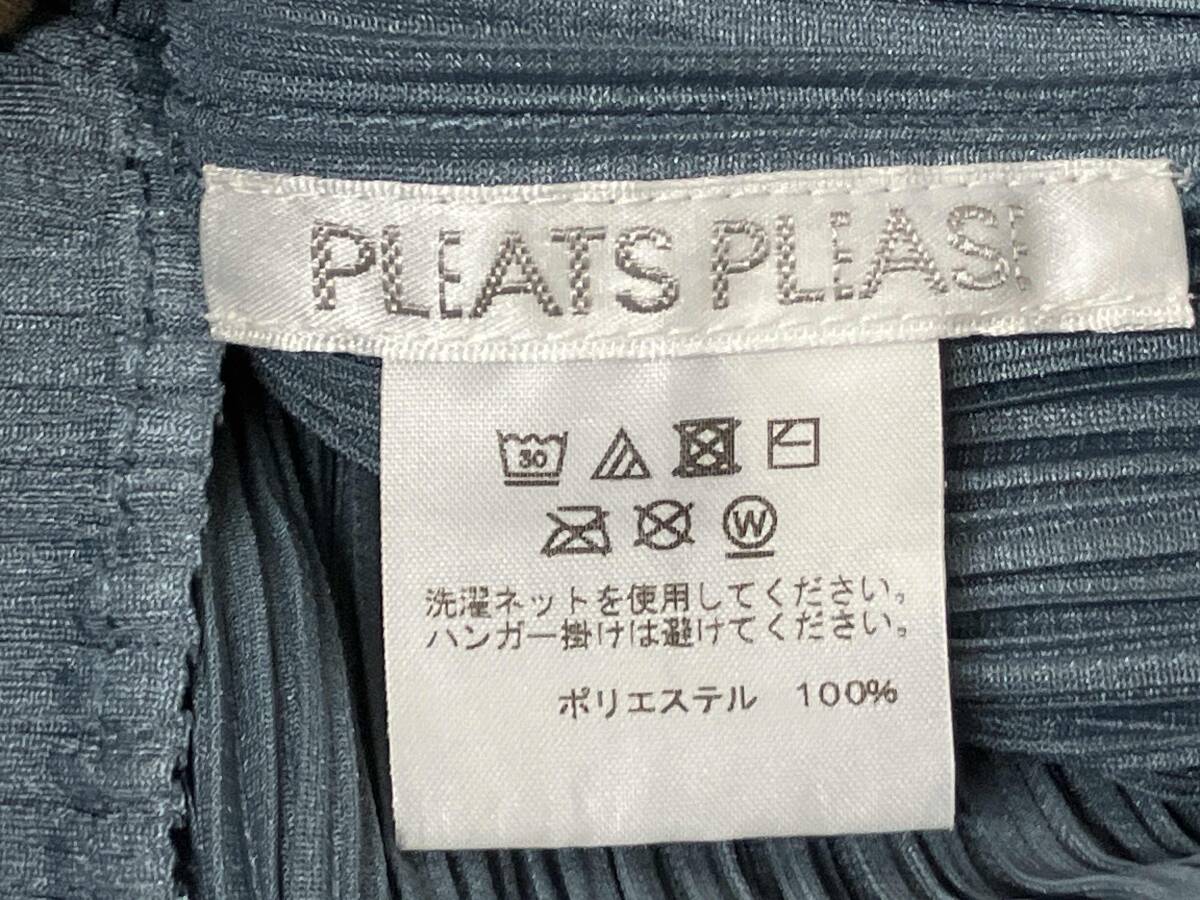 PLEATS PLEASE
30
W
洗濯ネットを使用してください。
ハンガー掛けは避けてください。
ポリエステル 100%